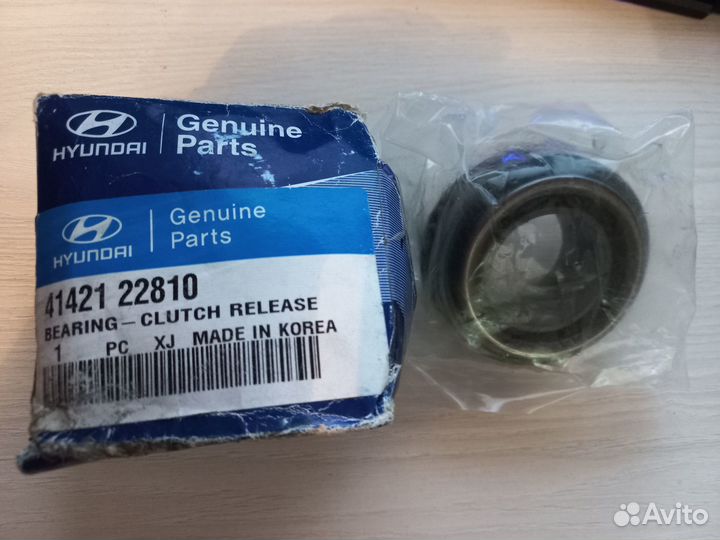 HYUNDAI
Genuine
Parts
HYUNDAI
Genuine
Parts
41421 22810
BEARING-CLUTCH RELEASE
1 PC XJ MADE IN KOREA
Avito